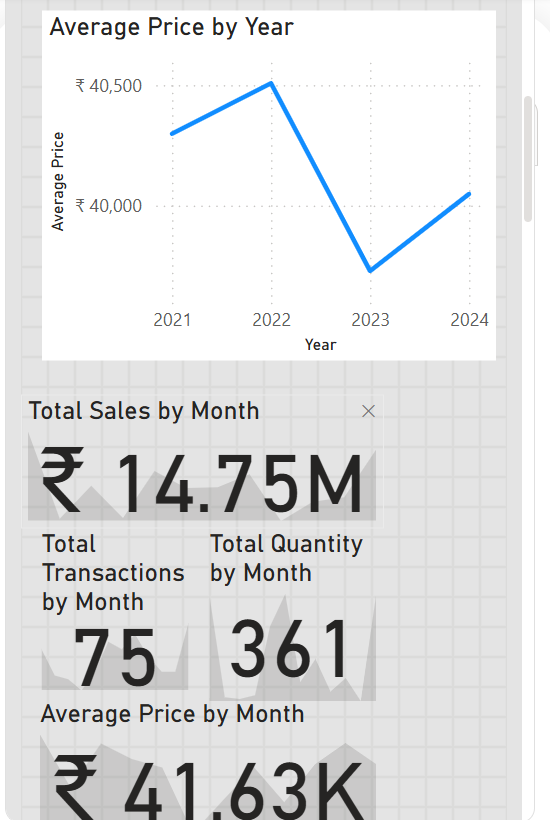 Average Price by Year
₹ 40,500
₹ 40,000
Average Price
2021 2022 2023 2024
Year
Total Sales by Month
₹ 14.75M
Total
Transactions
by Month
75
Total Quantity
by Month
361
Average Price by Month
₹ 41.63K